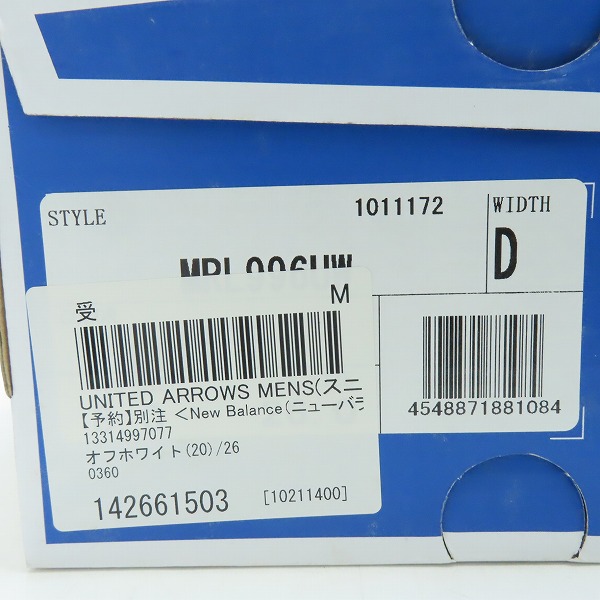 STYLE
1011172
WIDTH
D
受
M
UNITED ARROWS MENS(スニ
【予約】別注 <New Balance(ニューバラ
13314997077
オフホワイト(20)/26
0360
142661503
[10211400]
4548871881084